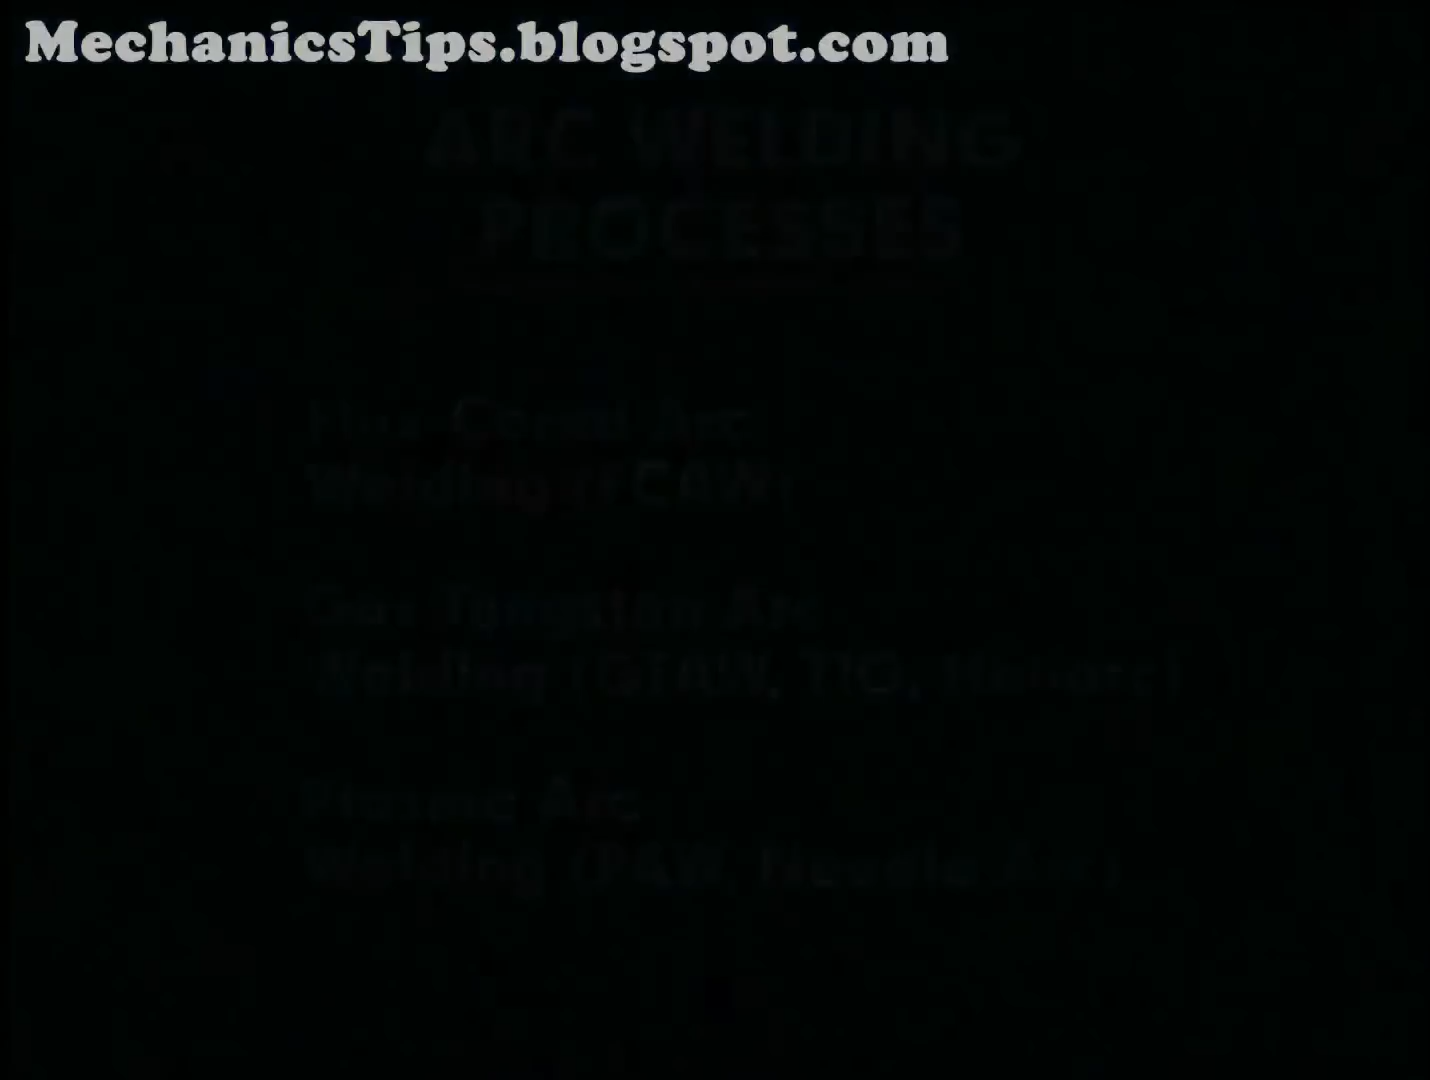 MechanicsTips.blogspot.com
ARC WELDING
PROCESSES
Flux Cored Arc
Welding (FCAW)
Gas Tungsten Arc
Welding (GTAW, TIG, Heliarc)
Plasma Arc
Welding (PAW, Needle Arc)